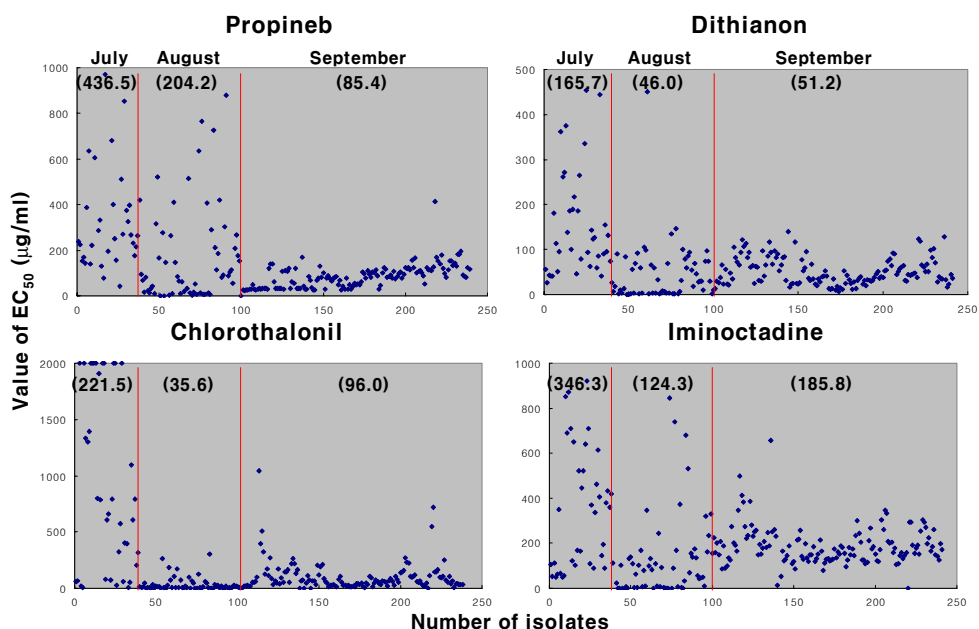 Propineb
Dithianon
July August September
(436.5) (204.2) (85.4)
1000
800
600
400
200
0
0 50 100 150 200 250
July August September
(165.7) (46.0) (51.2)
500
400
300
200
100
0
0 50 100 150 200 250
Value of EC50 (µg/ml)
Chlorothalonil
Iminoctadine
(221.5) (35.6) (96.0)
2000
1500
1000
500
0
0 50 100 150 200 250
(346.3) (124.3) (185.8)
1000
800
600
400
200
0
0 50 100 150 200 250
Number of isolates